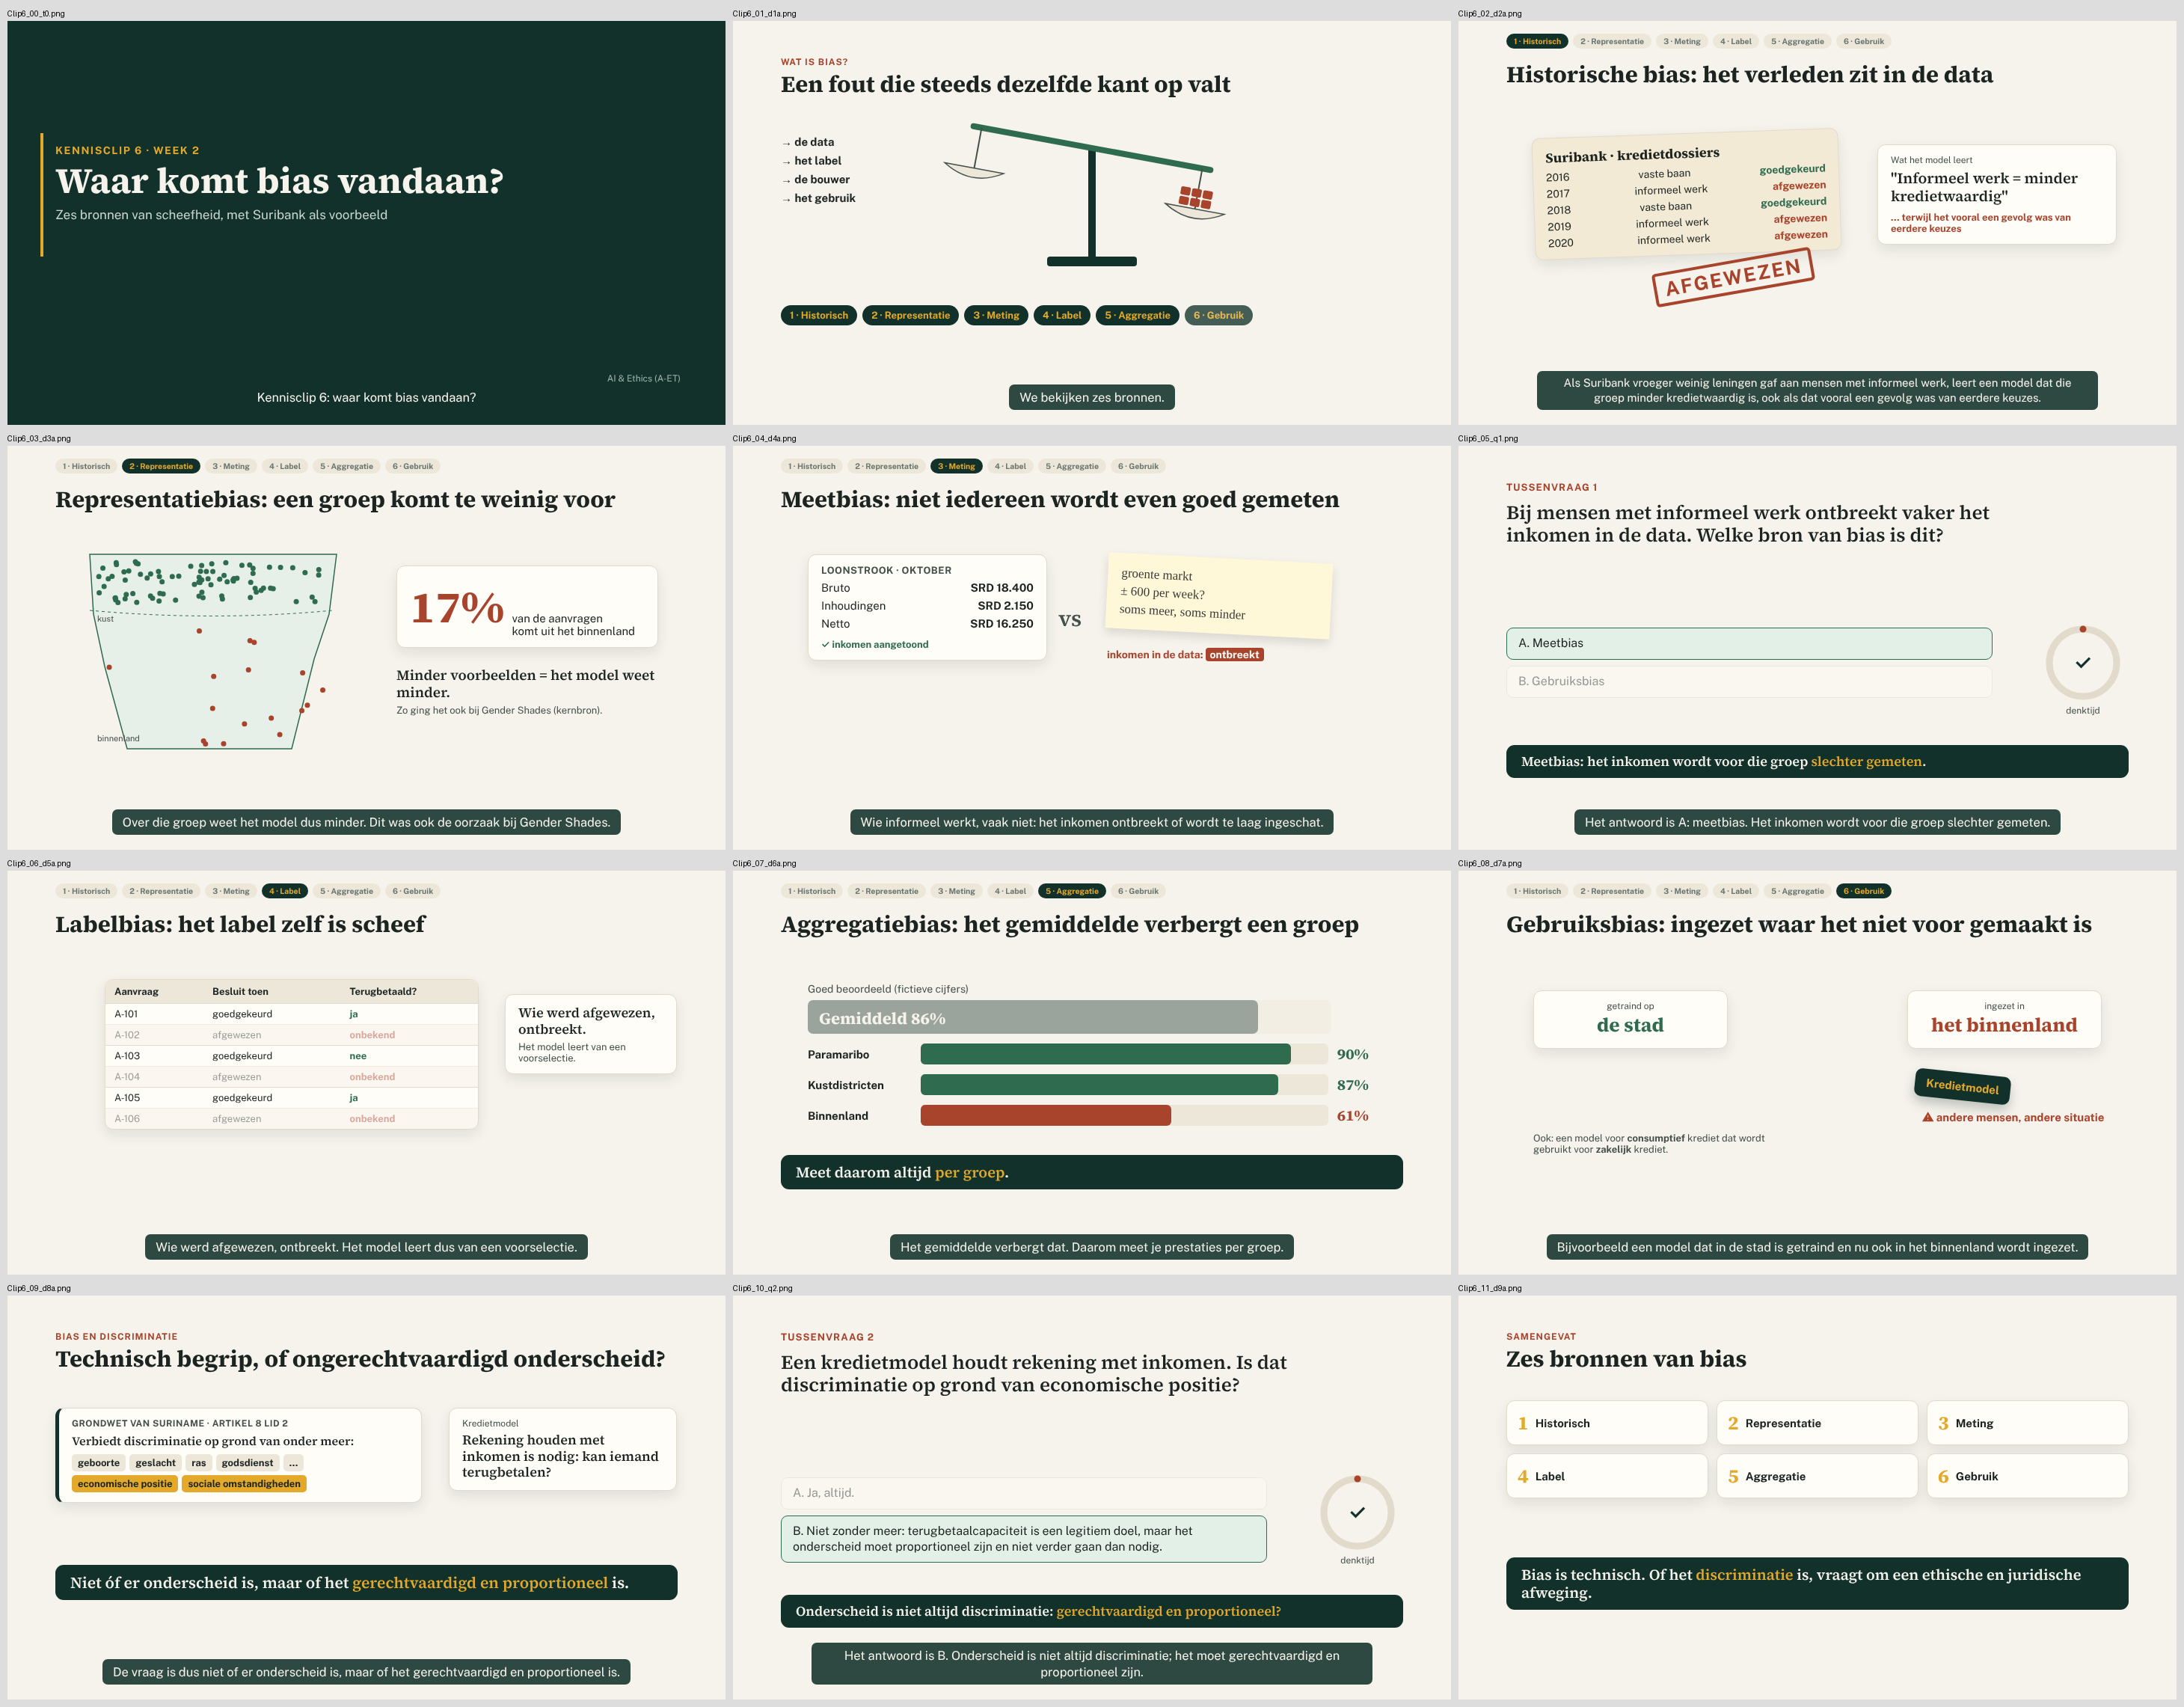 Clip6_00_t0.png
KENNISCLIP 6 · WEEK 2
Waar komt bias vandaan?
Zes bronnen van scheefheid, met Suribank als voorbeeld
AI & Ethics (A-ET)
Kennisclip 6: waar komt bias vandaan?
Clip6_01_d1a.png
WAT IS BIAS?
Een fout die steeds dezelfde kant op valt
→ de data
→ het label
→ de bouwer
→ het gebruik
1 · Historisch 2 · Representatie 3 · Meting 4 · Label 5 · Aggregatie 6 · Gebruik
We bekijken zes bronnen.
Clip6_02_d2a.png
1 · Historisch 2 · Representatie 3 · Meting 4 · Label 5 · Aggregatie 6 · Gebruik
Historische bias: het verleden zit in de data
Suribank · kredietdossiers
2016 vaste baan goedgekeurd
2017 informeel werk afgewezen
2018 vaste baan goedgekeurd
2019 informeel werk afgewezen
2020 informeel werk afgewezen
AFGEWEZEN
Wat het model leert
"Informeel werk = minder
kredietwaardig"
... terwijl het vooral een gevolg was van
eerdere keuzes
Als Suribank vroeger weinig leningen gaf aan mensen met informeel werk, leert een model dat die
groep minder kredietwaardig is, ook als dat vooral een gevolg was van eerdere keuzes.
Clip6_03_d3a.png
1 · Historisch 2 · Representatie 3 · Meting 4 · Label 5 · Aggregatie 6 · Gebruik
Representatiebias: een groep komt te weinig voor
kust
binnenland
17% van de aanvragen
komt uit het binnenland
Minder voorbeelden = het model weet
minder.
Zo ging het ook bij Gender Shades (kernbron).
Over die groep weet het model dus minder. Dit was ook de oorzaak bij Gender Shades.
Clip6_04_d4a.png
1 · Historisch 2 · Representatie 3 · Meting 4 · Label 5 · Aggregatie 6 · Gebruik
Meetbias: niet iedereen wordt even goed gemeten
LOONSTROOK · OKTOBER
Bruto SRD 18.400
Inhoudingen SRD 2.150
Netto SRD 16.250
✓ inkomen aangetoond
VS
groente markt
± 600 per week?
soms meer, soms minder
inkomen in de data: ontbreekt
Wie informeel werkt, vaak niet: het inkomen ontbreekt of wordt te laag ingeschat.
Clip6_05_q1.png
TUSSENVRAAG 1
Bij mensen met informeel werk ontbreekt vaker het
inkomen in de data. Welke bron van bias is dit?
A. Meetbias
B. Gebruiksbias
✓
denktijd
Meetbias: het inkomen wordt voor die groep slechter gemeten.
Het antwoord is A: meetbias. Het inkomen wordt voor die groep slechter gemeten.
Clip6_06_d5a.png
1 · Historisch 2 · Representatie 3 · Meting 4 · Label 5 · Aggregatie 6 · Gebruik
Labelbias: het label zelf is scheef
Aanvraag Besluit toen Terugbetaald?
A-101 goedgekeurd ja
A-102 afgewezen onbekend
A-103 goedgekeurd nee
A-104 afgewezen onbekend
A-105 goedgekeurd ja
A-106 afgewezen onbekend
Wie werd afgewezen,
ontbreekt.
Het model leert van een
voorselectie.
Wie werd afgewezen, ontbreekt. Het model leert dus van een voorselectie.
Clip6_07_d6a.png
1 · Historisch 2 · Representatie 3 · Meting 4 · Label 5 · Aggregatie 6 · Gebruik
Aggregatiebias: het gemiddelde verbergt een groep
Goed beoordeeld (fictieve cijfers)
Gemiddeld 86%
Paramaribo 90%
Kustdistricten 87%
Binnenland 61%
Meet daarom altijd per groep.
Het gemiddelde verbergt dat. Daarom meet je prestaties per groep.
Clip6_08_d7a.png
1 · Historisch 2 · Representatie 3 · Meting 4 · Label 5 · Aggregatie 6 · Gebruik
Gebruiksbias: ingezet waar het niet voor gemaakt is
getraind op
de stad
ingezet in
het binnenland
Kredietmodel
⚠ andere mensen, andere situatie
Ook: een model voor consumptief krediet dat wordt
gebruikt voor zakelijk krediet.
Bijvoorbeeld een model dat in de stad is getraind en nu ook in het binnenland wordt ingezet.
Clip6_09_d8a.png
BIAS EN DISCRIMINATIE
Technisch begrip, of ongerechtvaardigd onderscheid?
GRONDWET VAN SURINAME · ARTIKEL 8 LID 2
Verbiedt discriminatie op grond van onder meer:
geboorte geslacht ras godsdienst ...
economische positie sociale omstandigheden
Kredietmodel
Rekening houden met
inkomen is nodig: kan iemand
terugbetalen?
Niet óf er onderscheid is, maar of het gerechtvaardigd en proportioneel is.
De vraag is dus niet of er onderscheid is, maar of het gerechtvaardigd en proportioneel is.
Clip6_10_q2.png
TUSSENVRAAG 2
Een kredietmodel houdt rekening met inkomen. Is dat
discriminatie op grond van economische positie?
A. Ja, altijd.
B. Niet zonder meer: terugbetaalcapaciteit is een legitiem doel, maar het
onderscheid moet proportioneel zijn en niet verder gaan dan nodig.
✓
denktijd
Onderscheid is niet altijd discriminatie: gerechtvaardigd en proportioneel?
Het antwoord is B. Onderscheid is niet altijd discriminatie; het moet gerechtvaardigd en
proportioneel zijn.
Clip6_11_d9a.png
SAMENGEVAT
Zes bronnen van bias
1 Historisch 2 Representatie 3 Meting
4 Label 5 Aggregatie 6 Gebruik
Bias is technisch. Of het discriminatie is, vraagt om een ethische en juridische
afweging.